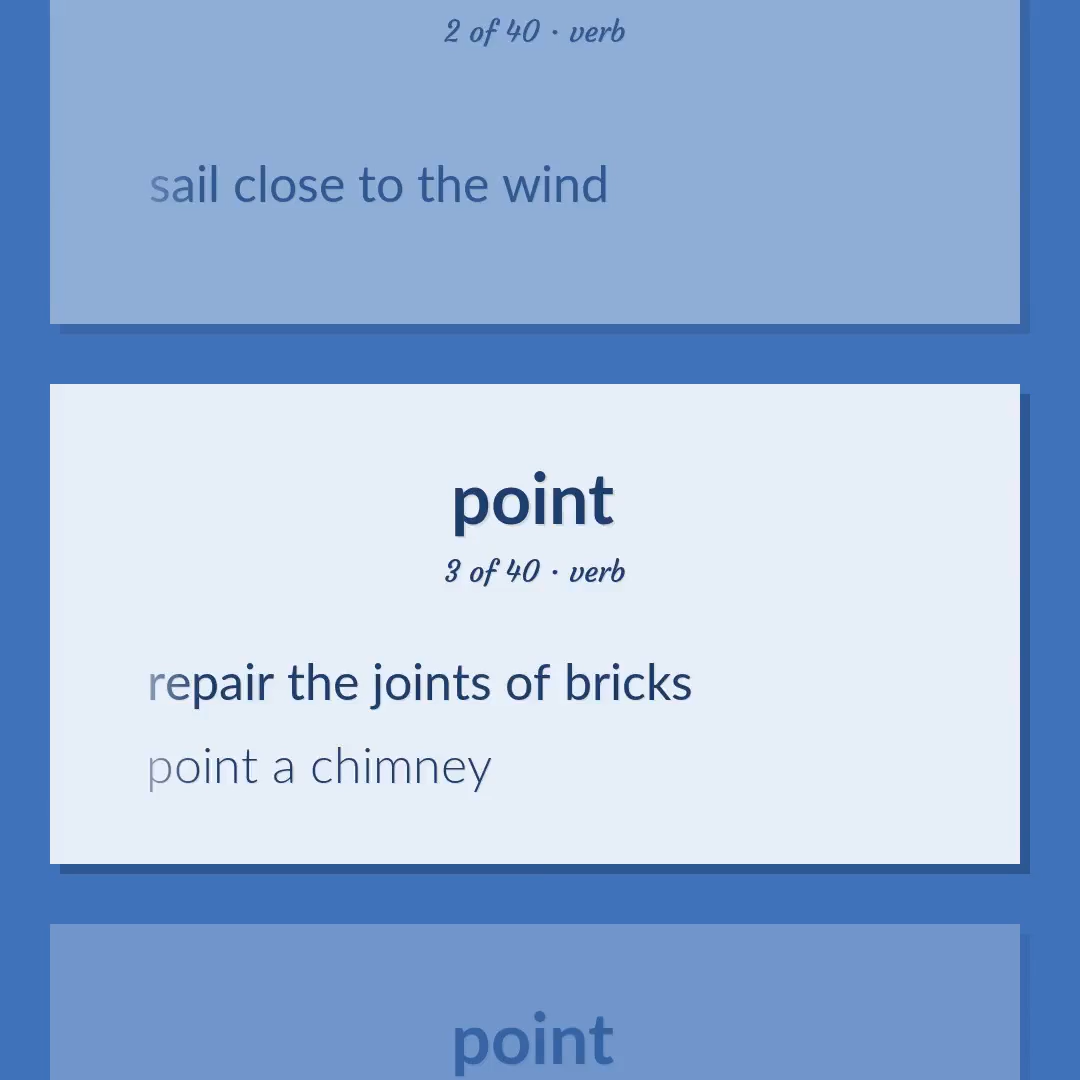 2 of 40 · verb
sail close to the wind
point
3 of 40 · verb
repair the joints of bricks
point a chimney
point